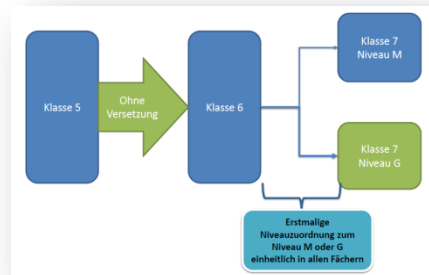 Klasse 5
Ohne
Versetzung
Klasse 6
Klasse 7
Niveau M
Klasse 7
Niveau G
Erstmalige
Niveauzuordnung zum
Niveau M oder G
einheitlich in allen Fächern